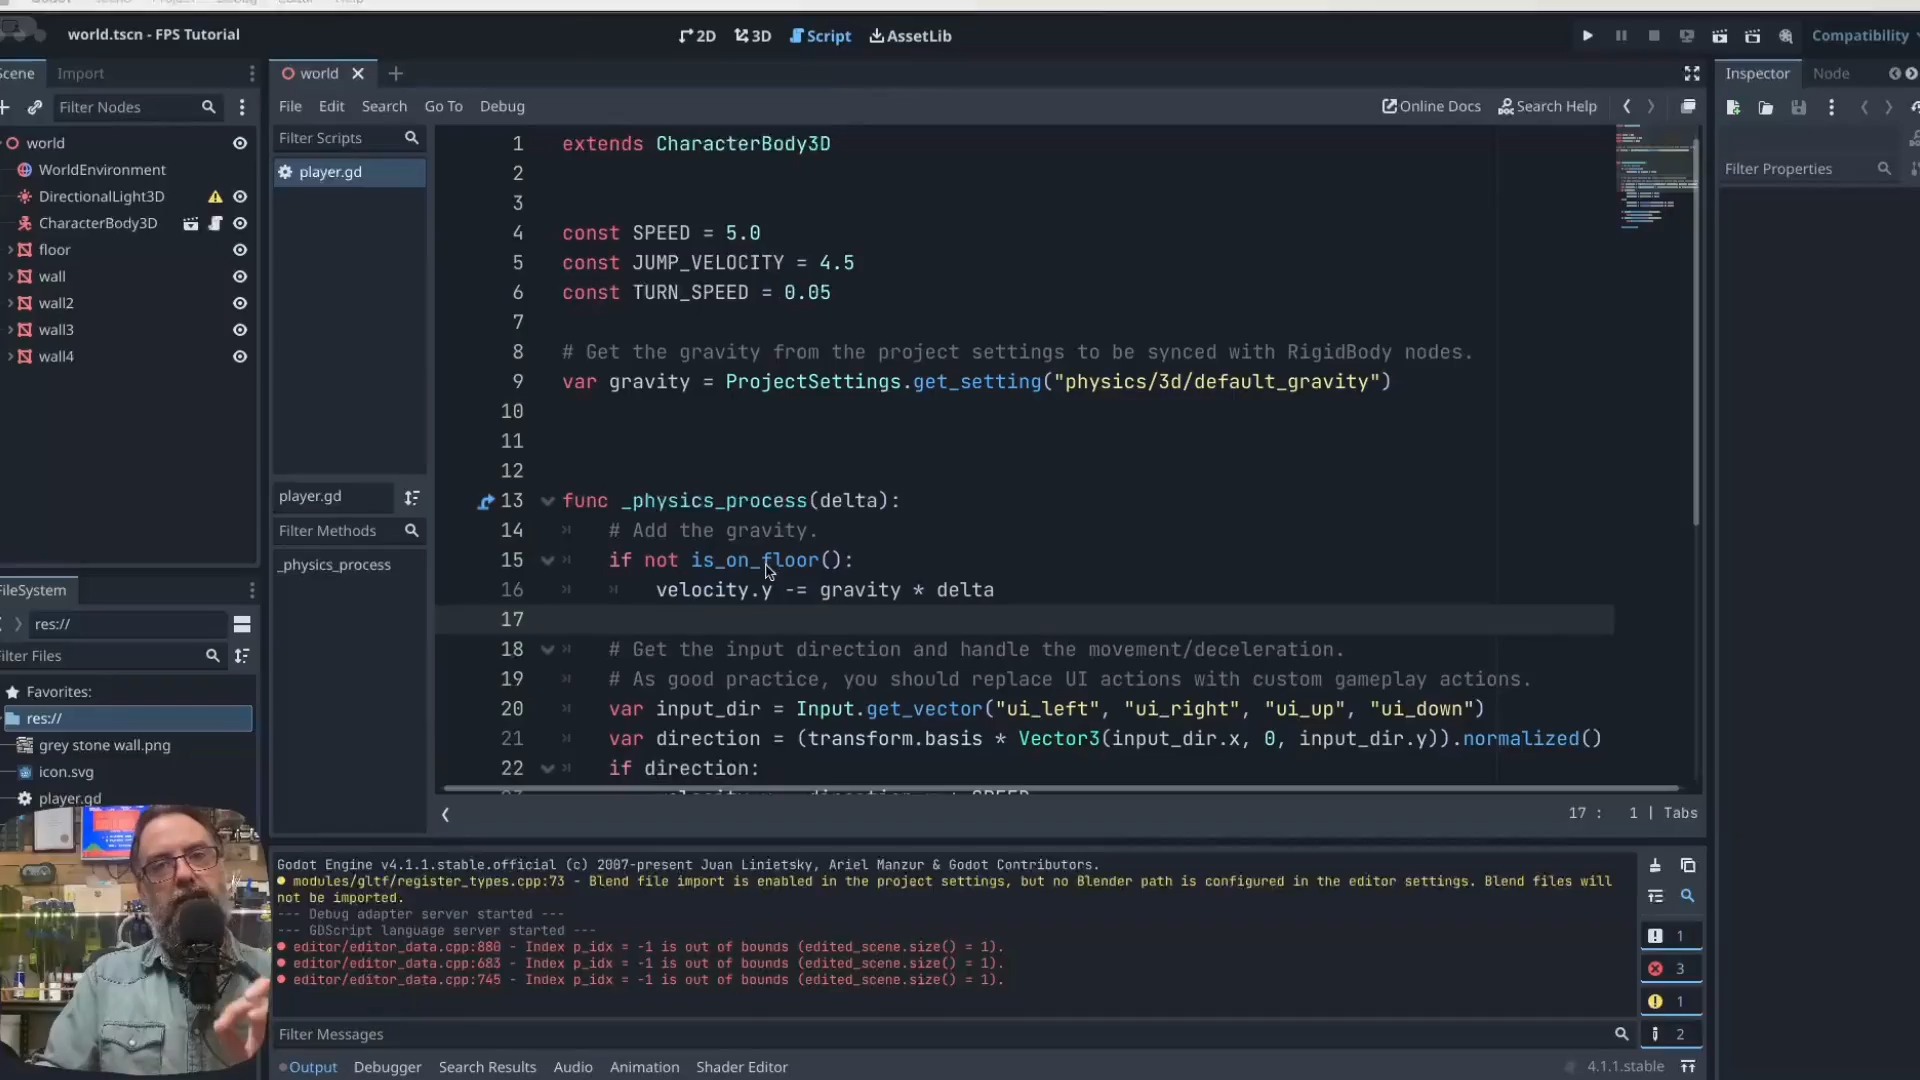 world.tscn - FPS Tutorial
2D
3D
Script
AssetLib
Compatibility
Scene
Import
Filter Nodes
world
WorldEnvironment
DirectionalLight3D
CharacterBody3D
floor
wall
wall2
wall3
wall4
FileSystem
res://
Filter Files
Favorites:
res://
grey stone wall.png
icon.svg
player.gd
world
File Edit Search Go To Debug
Online Docs
Search Help
Filter Scripts
player.gd
player.gd
Filter Methods
_physics_process
1 extends CharacterBody3D
2
3
4 const SPEED = 5.0
5 const JUMP_VELOCITY = 4.5
6 const TURN_SPEED = 0.05
7
8 # Get the gravity from the project settings to be synced with RigidBody nodes.
9 var gravity = ProjectSettings.get_setting("physics/3d/default_gravity")
10
11
12
13 func _physics_process(delta):
14 # Add the gravity.
15 if not is_on_floor():
16 velocity.y -= gravity * delta
17
18 # Get the input direction and handle the movement/deceleration.
19 # As good practice, you should replace UI actions with custom gameplay actions.
20 var input_dir = Input.get_vector("ui_left", "ui_right", "ui_up", "ui_down")
21 var direction = (transform.basis * Vector3(input_dir.x, 0, input_dir.y)).normalized()
22 if direction:
17 : 1 | Tabs
Godot Engine v4.1.1.stable.official (c) 2007-present Juan Linietsky, Ariel Manzur & Godot Contributors.
modules/gltf/register_types.cpp:73 - Blend file import is enabled in the project settings, but no Blender path is configured in the editor settings. Blend files will
not be imported.
--- Debug adapter server started ---
--- GDScript language server started ---
editor/editor_data.cpp:880 - Index p_idx = -1 is out of bounds (edited_scene.size() = 1).
editor/editor_data.cpp:683 - Index p_idx = -1 is out of bounds (edited_scene.size() = 1).
editor/editor_data.cpp:745 - Index p_idx = -1 is out of bounds (edited_scene.size() = 1).
1
3
1
2
Filter Messages
Output Debugger Search Results Audio Animation Shader Editor
4.1.1.stable
Inspector
Node
Filter Properties